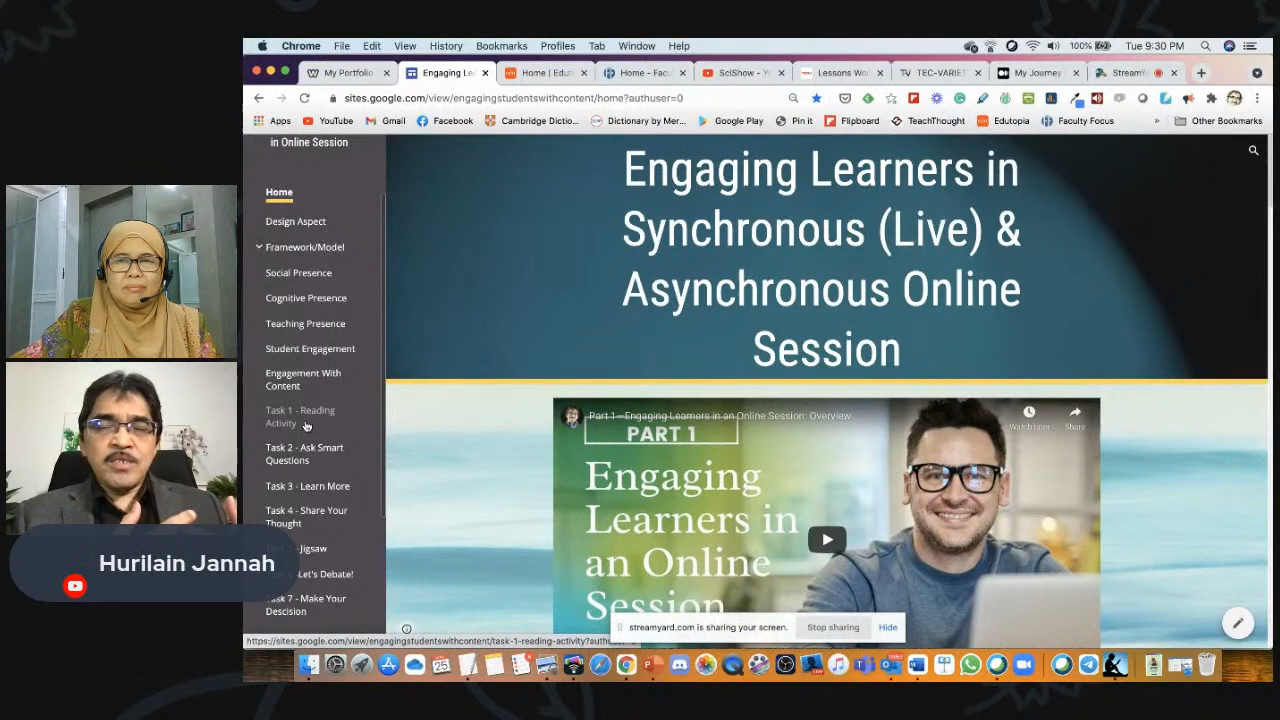 Chrome File Edit View History Bookmarks Profiles Tab Window Help
100% Tue 9:30 PM
My Portfolio
Engaging Le
Home | Edut
Home - Facu
SciShow - Y
Lessons Wo
TEC-VARIET
My Journey
StreamY
sites.google.com/view/engagingstudentswithcontent/home?authuser=0
Apps YouTube Gmail Facebook Cambridge Dictio... Dictionary by Mer... Google Play Pin it Flipboard TeachThought Edutopia Faculty Focus » Other Bookmarks
in Online Session
Home
Design Aspect
Framework/Model
Social Presence
Cognitive Presence
Teaching Presence
Student Engagement
Engagement With
Content
Task 1 - Reading
Activity
Task 2 - Ask Smart
Questions
Task 3 - Learn More
Task 4 - Share Your
Thought
Jigsaw
Let's Debate!
Task 7 - Make Your
Descision
Engaging Learners in
Synchronous (Live) &
Asynchronous Online
Session
Part 1—Engaging Learners in an Online Session: Overview
Watch later Share
PART 1
Engaging
Learners in
an Online
Session
streamyard.com is sharing your screen. Stop sharing Hide
https://sites.google.com/view/engagingstudentswithcontent/task-1-reading-activity?authu
Hurilain Jannah